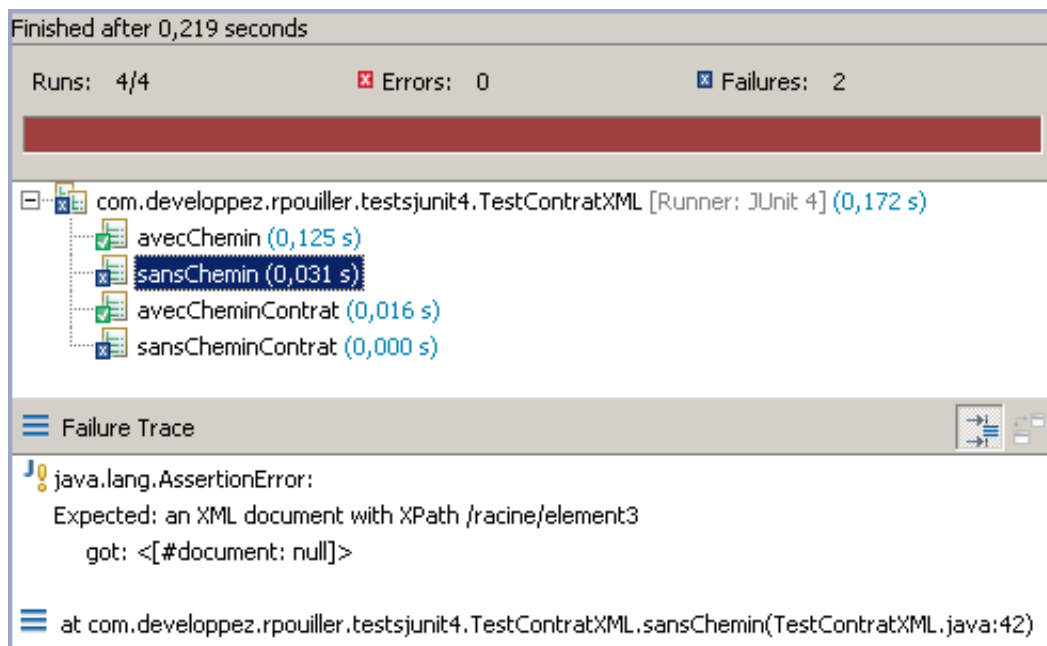 Finished after 0,219 seconds
Runs: 4/4 Errors: 0 Failures: 2
com.developpez.rpouiller.testsjunit4.TestContratXML [Runner: JUnit 4] (0,172 s)
avecChemin (0,125 s)
sansChemin (0,031 s)
avecCheminContrat (0,016 s)
sansCheminContrat (0,000 s)
Failure Trace
java.lang.AssertionError:
Expected: an XML document with XPath /racine/element3
got: <[#document: null]>
at com.developpez.rpouiller.testsjunit4.TestContratXML.sansChemin(TestContratXML.java:42)